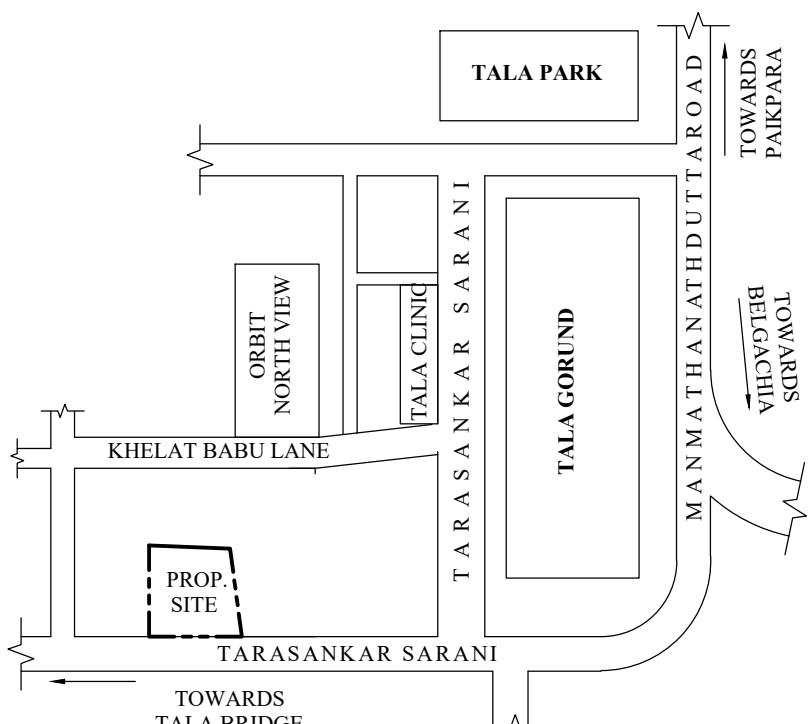 TALA PARK
MANMATHANATHDUTTAROAD
TOWARDS
PAIKPARA
TARASANKAR SARANI
ORBIT
NORTH VIEW
TALA CLINIC
TALA GORUND
TOWARDS
BELGACHIA
KHELAT BABU LANE
PROP.
SITE
TARASANKAR SARANI
TOWARDS
TALA BRIDGE